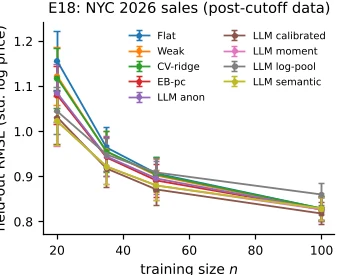 E18: NYC 2026 sales (post-cutoff data)
Flat
Weak
CV-ridge
EB-pc
LLM anon
LLM calibrated
LLM moment
LLM log-pool
LLM semantic
held-out RMSE (std. log price)
1.2
1.1
1.0
0.9
0.8
20 40 60 80 100
training size n